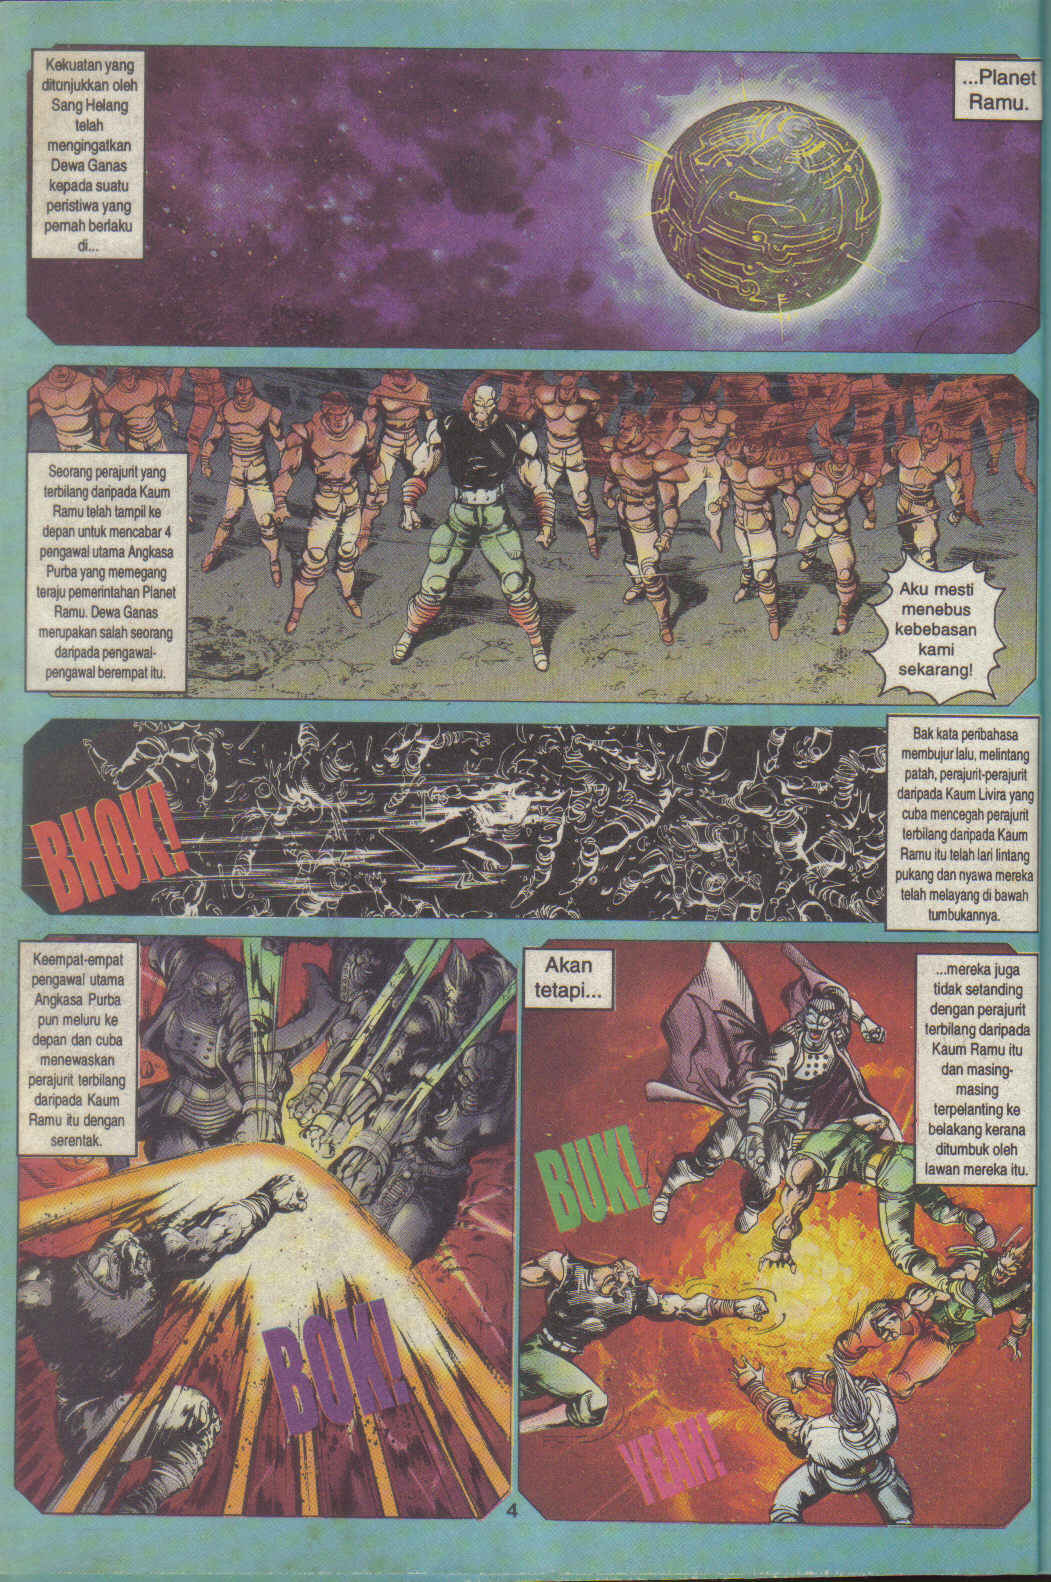 Kekuatan yang
ditunjukkan oleh
Sang Helang
telah
mengingatkan
Dewa Ganas
kepada suatu
peristiwa yang
pernah berlaku
di...
...Planet
Ramu.
Seorang perajurit yang
terbilang daripada Kaum
Ramu telah tampil ke
depan untuk mencabar 4
pengawal utama Angkasa
Purba yang memegang
teraju pemerintahan Planet
Ramu. Dewa Ganas
merupakan salah seorang
daripada pengawal-
pengawal berempat itu.
Aku mesti
menebus
kebebasan
kami
sekarang!
BHOK!
Bak kata peribahasa
membujur lalu, melintang
patah, perajurit-perajurit
daripada Kaum Livira yang
cuba mencegah perajurit
terbilang daripada Kaum
Ramu itu telah lari lintang
pukang dan nyawa mereka
telah melayang di bawah
tumbukannya.
Keempat-empat
pengawal utama
Angkasa Purba
pun meluru ke
depan dan cuba
menewaskan
perajurit terbilang
daripada Kaum
Ramu itu dengan
serentak.
BOK!
Akan
tetapi...
...mereka juga
tidak setanding
dengan perajurit
terbilang daripada
Kaum Ramu itu
dan masing-
masing
terpelanting ke
belakang kerana
ditumbuk oleh
lawan mereka itu.
BUK!
YEAH!
4